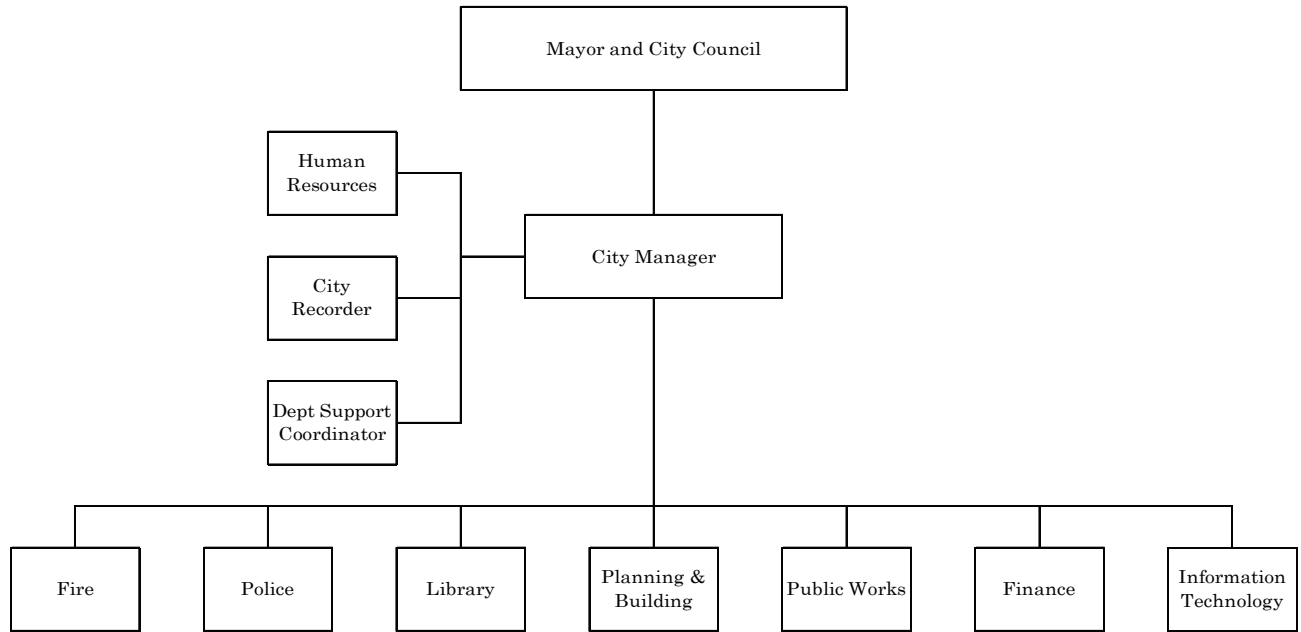 Mayor and City Council
Human
Resources
City Manager
City
Recorder
Dept Support
Coordinator
Fire
Police
Library
Planning &
Building
Public Works
Finance
Information
Technology